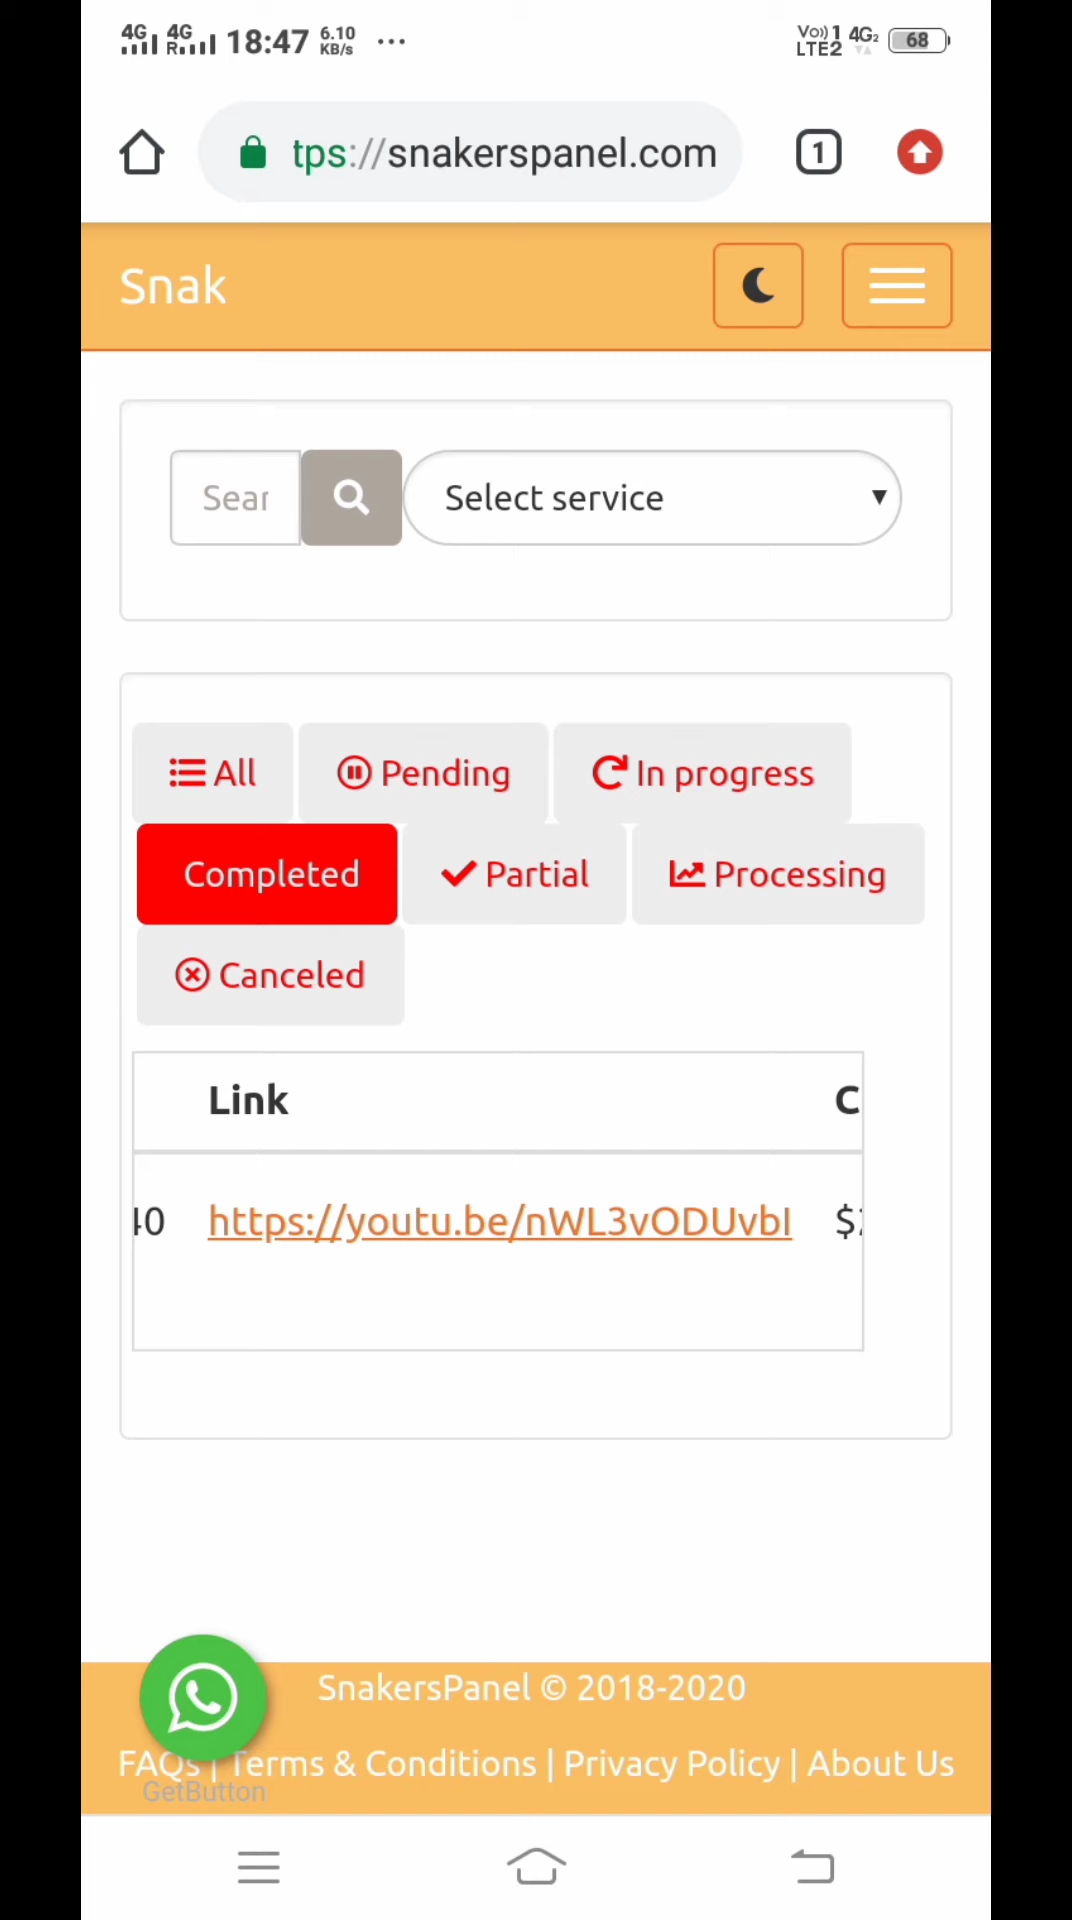 4G 4G R 18:47 6.10 KB/s ... Vo)) 1 LTE2 4G2 68
tps://snakerspanel.com 1
Snak
Sear Select service
All Pending In progress
Completed Partial Processing
Canceled
Link C
40 https://youtu.be/nWL3vODUvbI $
SnakersPanel © 2018-2020
FAQs | Terms & Conditions | Privacy Policy | About Us
GetButton